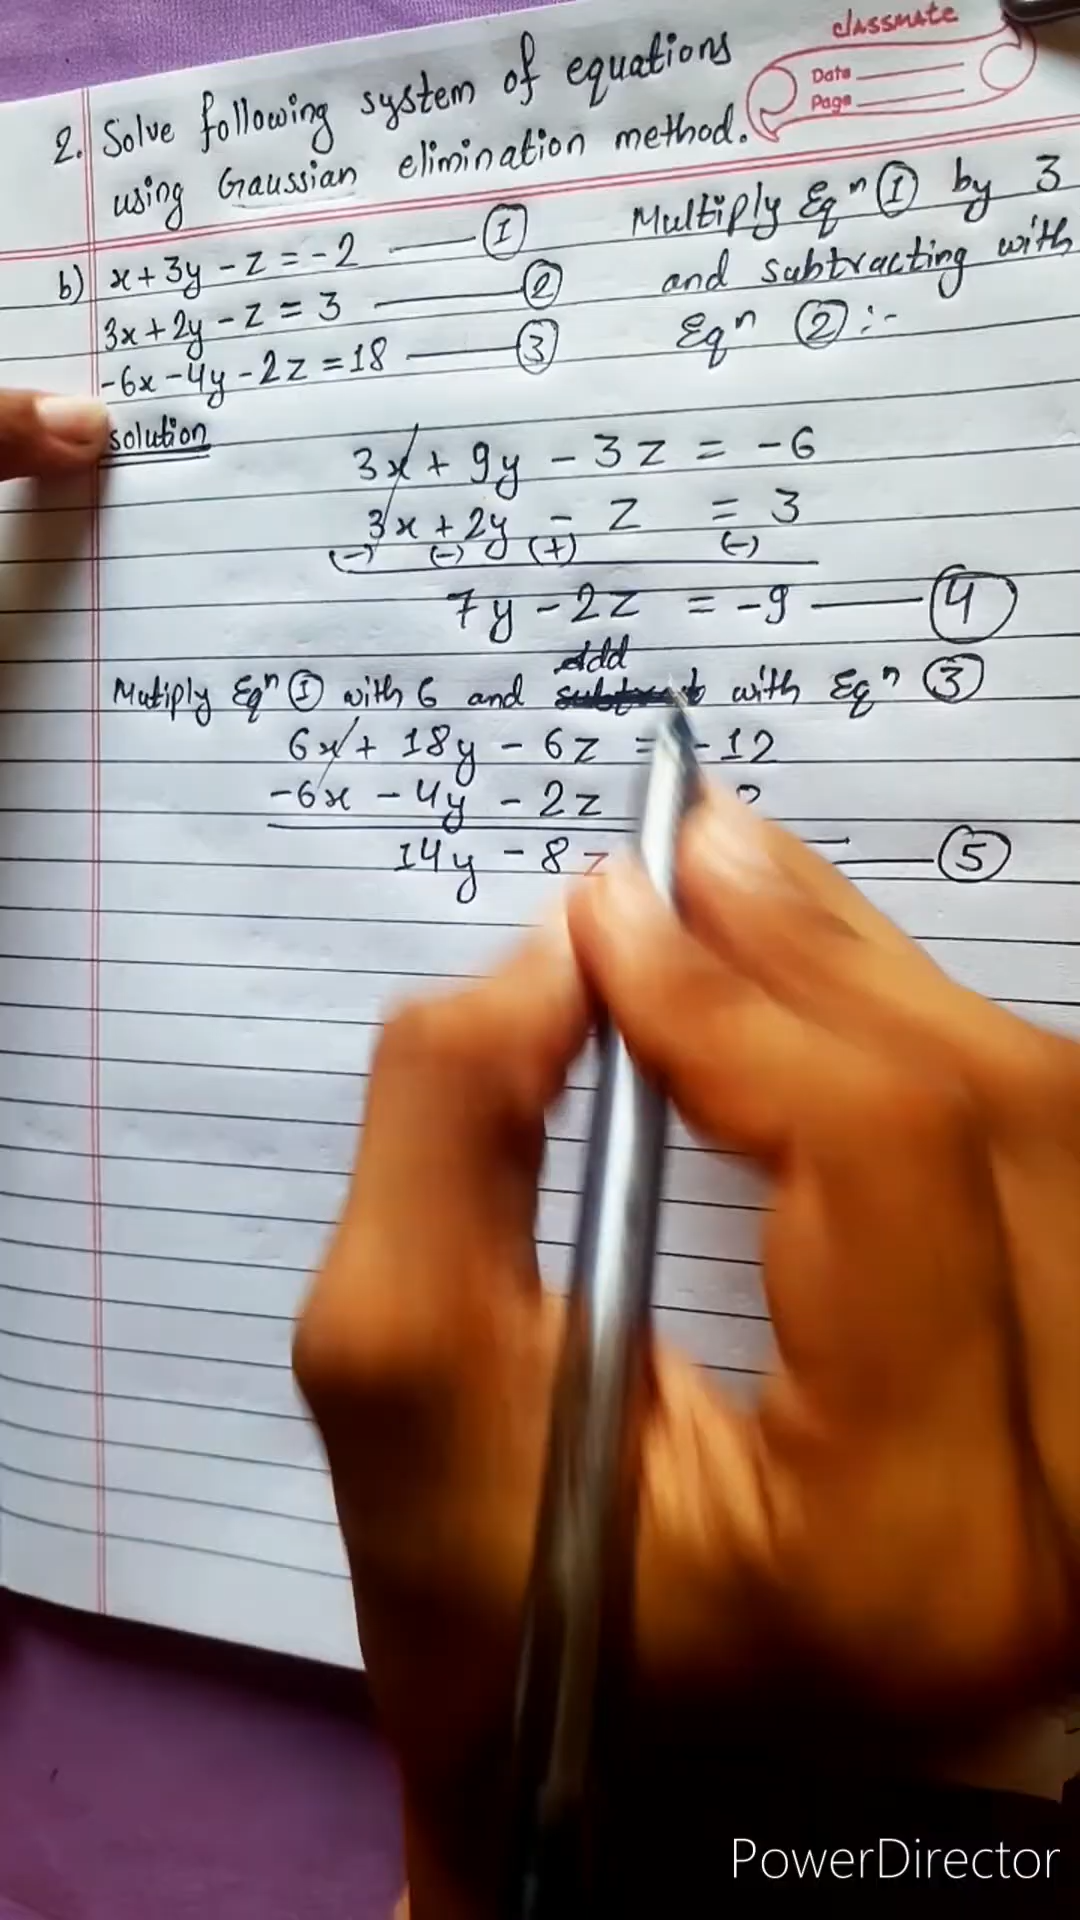 classmate
Date
Page
2. Solve following system of equations
using Gaussian elimination method.
b) x + 3y - z = -2 —— ①
3x + 2y - z = 3 —— ②
-6x - 4y - 2z = 18 —— ③
Multiply Eqⁿ ① by 3
and subtracting with
Eqⁿ ② :-
solution
3x + 9y - 3z = -6
3x + 2y - z = 3
(-) (-) (+) (-)
7y - 2z = -9 —— ④
add
Mutiply Eqⁿ ① with 6 and subtract with Eqⁿ ③
6x + 18y - 6z = -12
-6x - 4y - 2z
14y - 8z —— ⑤
PowerDirector